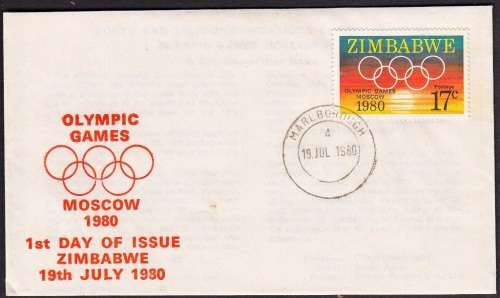 ZIMBABWE
OLYMPIC GAMES
MOSCOW
1980
Postage
17c
MARLBOROUGH
4
19 JUL 1980
OLYMPIC
GAMES
MOSCOW
1980
1st DAY OF ISSUE
ZIMBABWE
19th JULY 1980